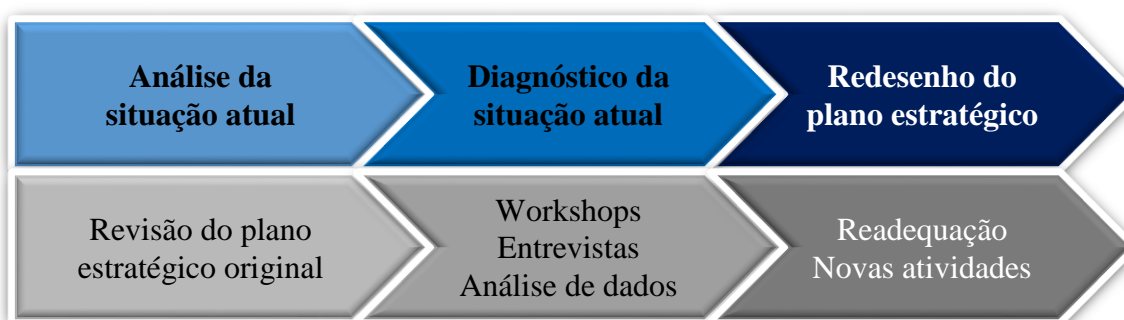 Análise da
situação atual
Diagnóstico da
situação atual
Redesenho do
plano estratégico
Revisão do plano
estratégico original
Workshops
Entrevistas
Análise de dados
Readequação
Novas atividades